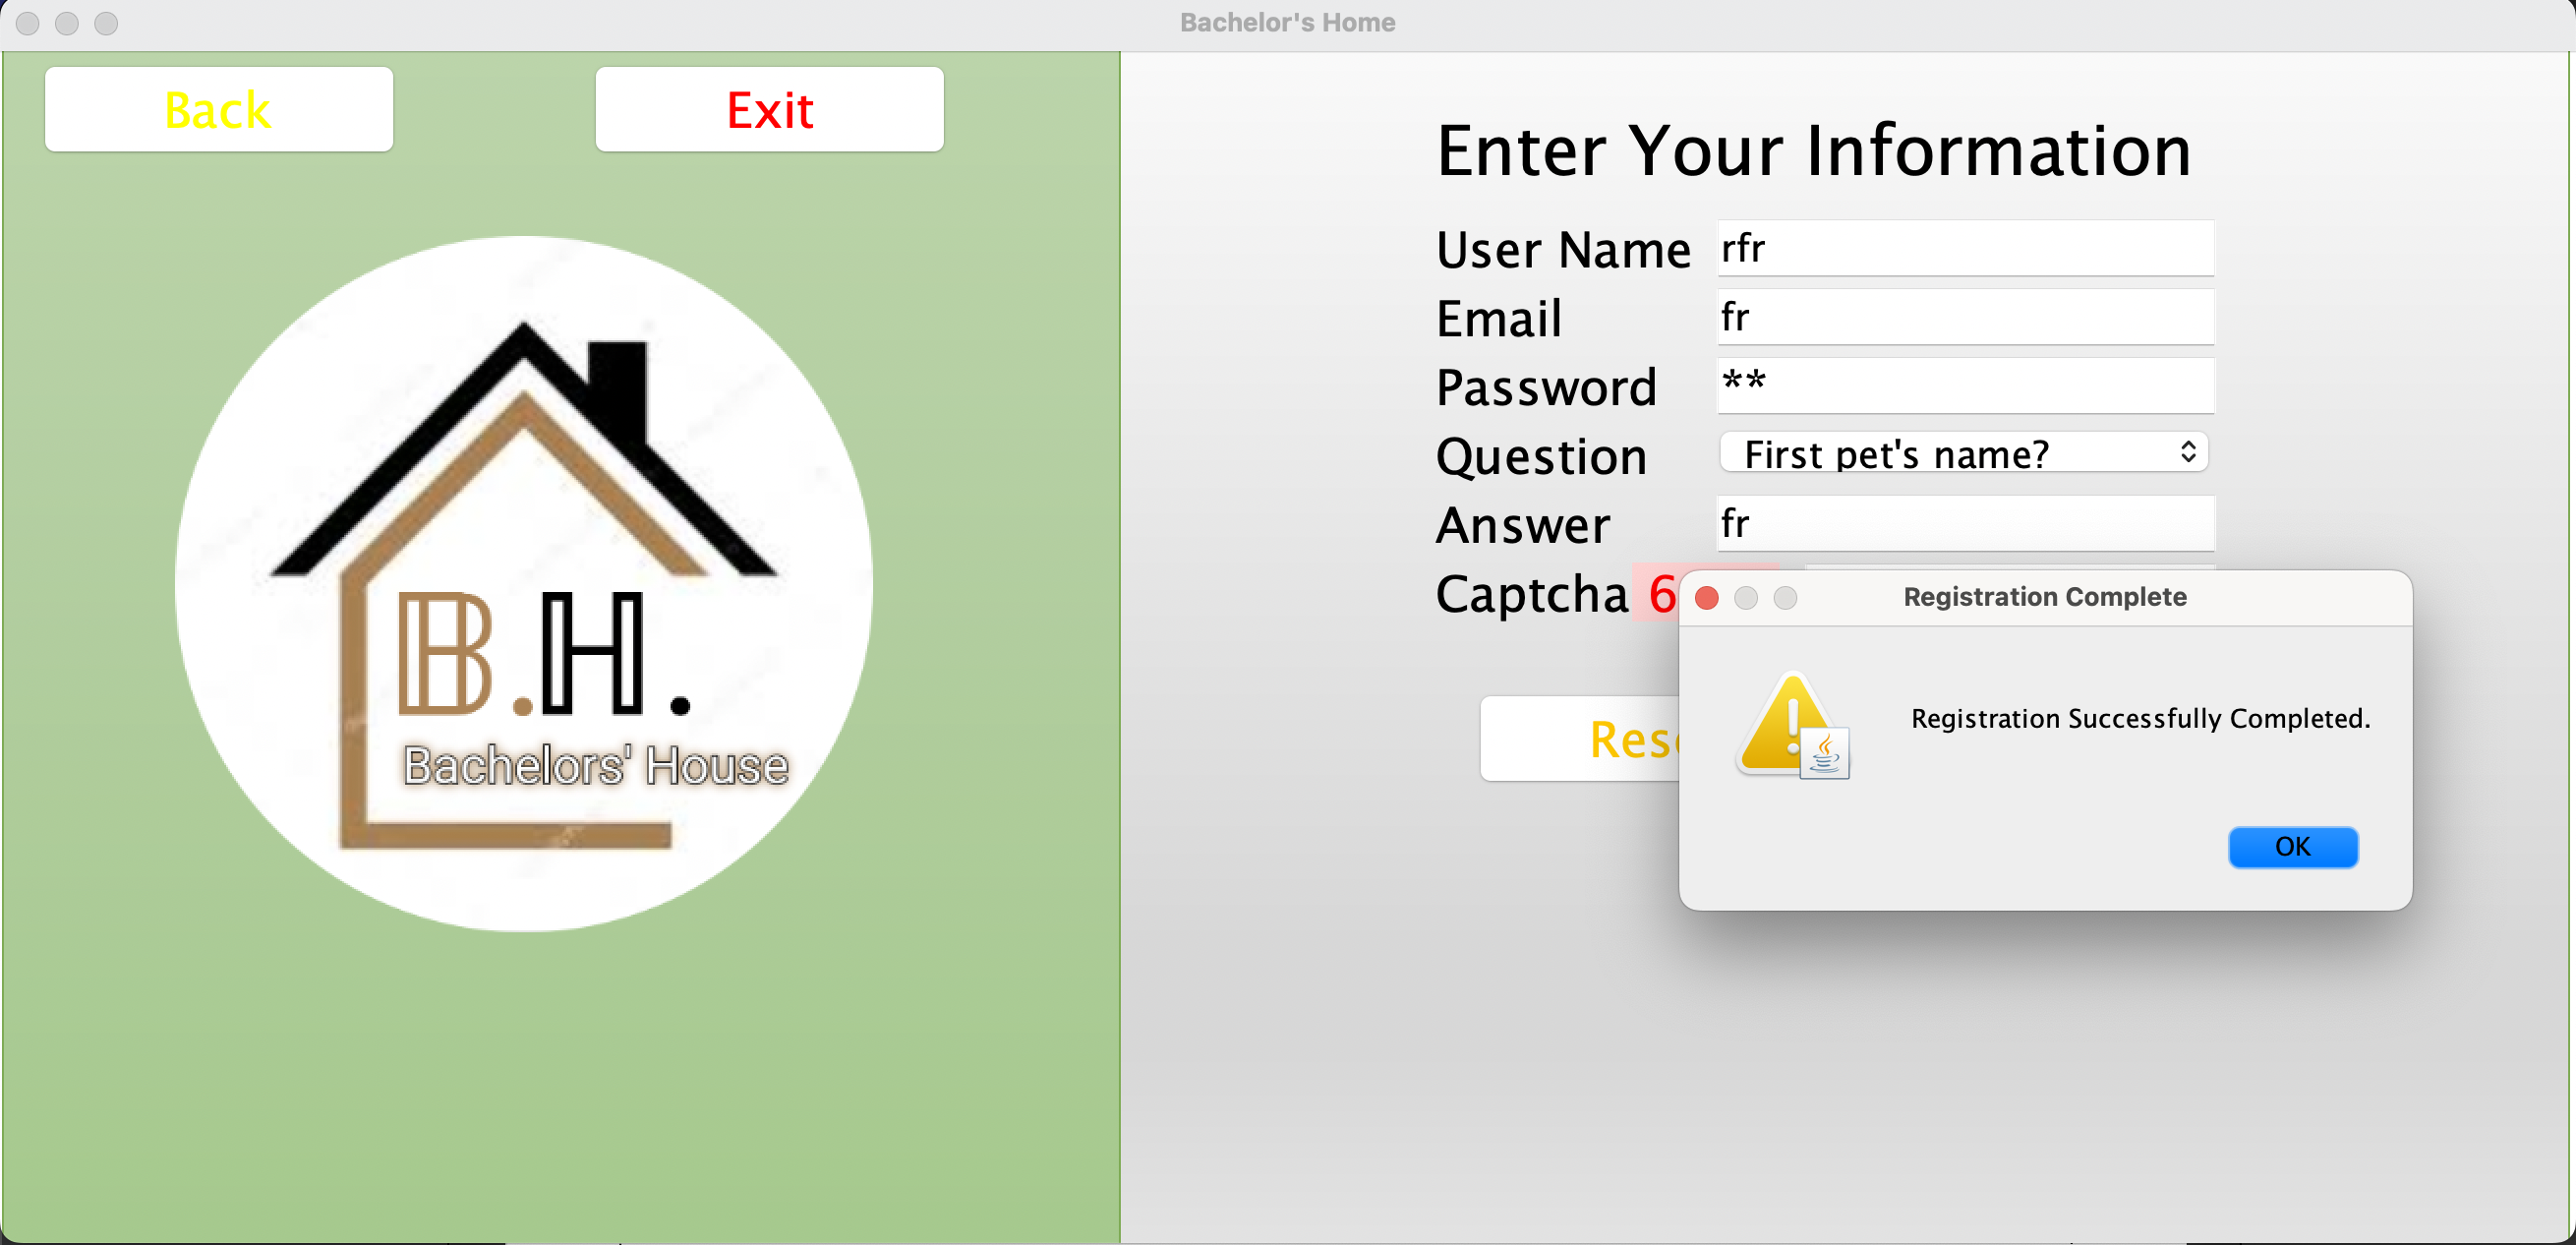 Bachelor's Home
Back
Exit
B.H.
Bachelors' House
Enter Your Information
User Name rfr
Email fr
Password **
Question First pet's name?
Answer fr
Captcha 6
Registration Complete
Registration Successfully Completed.
OK